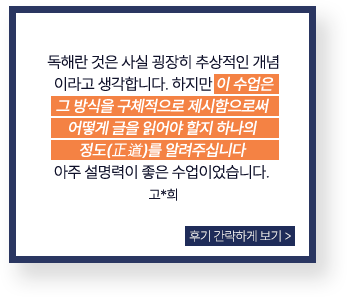 독해란 것은 사실 굉장히 추상적인 개념
이라고 생각합니다. 하지만 이 수업은
그 방식을 구체적으로 제시함으로써
어떻게 글을 읽어야 할지 하나의
정도(正道)를 알려주십니다
아주 설명력이 좋은 수업이었습니다.
고*희
후기 간략하게 보기 >